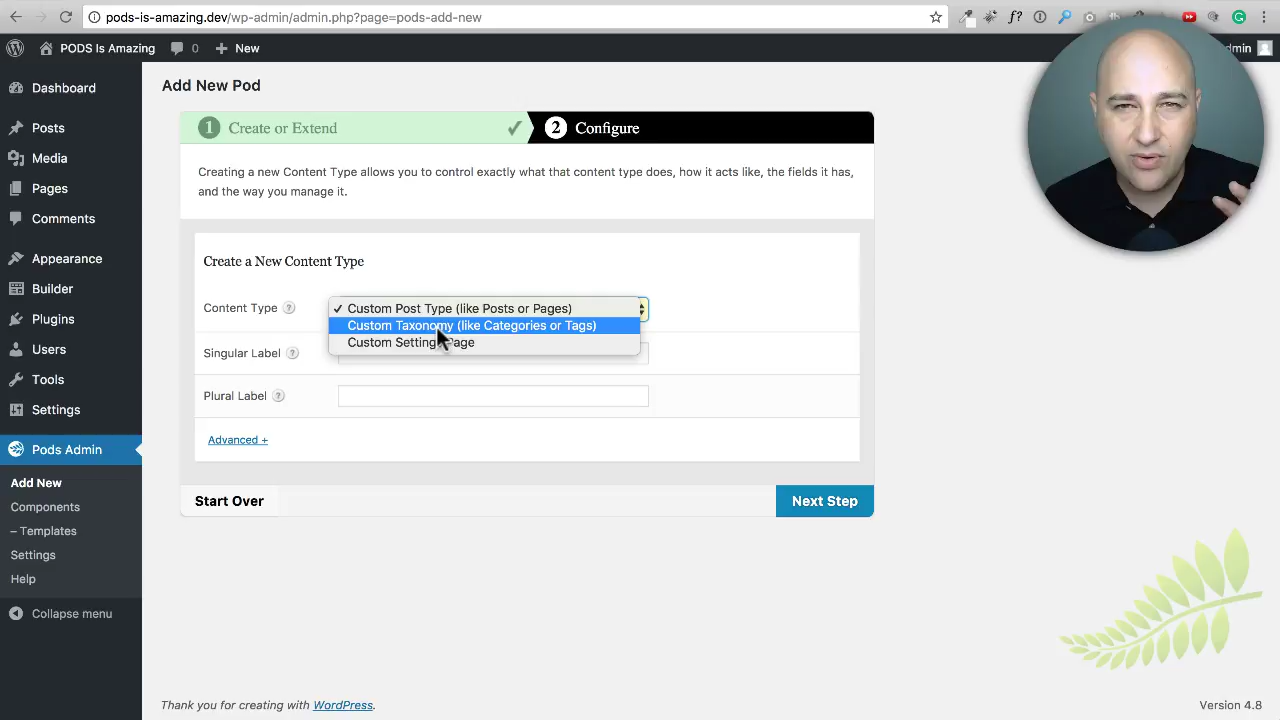 pods-is-amazing.dev/wp-admin/admin.php?page=pods-add-new
PODS Is Amazing
0
New
Dashboard
Posts
Media
Pages
Comments
Appearance
Builder
Plugins
Users
Tools
Settings
Pods Admin
Add New
Components
– Templates
Settings
Help
Collapse menu
Add New Pod
1 Create or Extend
2 Configure
Creating a new Content Type allows you to control exactly what that content type does, how it acts like, the fields it has,
and the way you manage it.
Create a New Content Type
Content Type ?
✓ Custom Post Type (like Posts or Pages)
Custom Taxonomy (like Categories or Tags)
Custom Page
Singular Label ?
Plural Label ?
Advanced +
Start Over
Next Step
Thank you for creating with WordPress.
Version 4.8